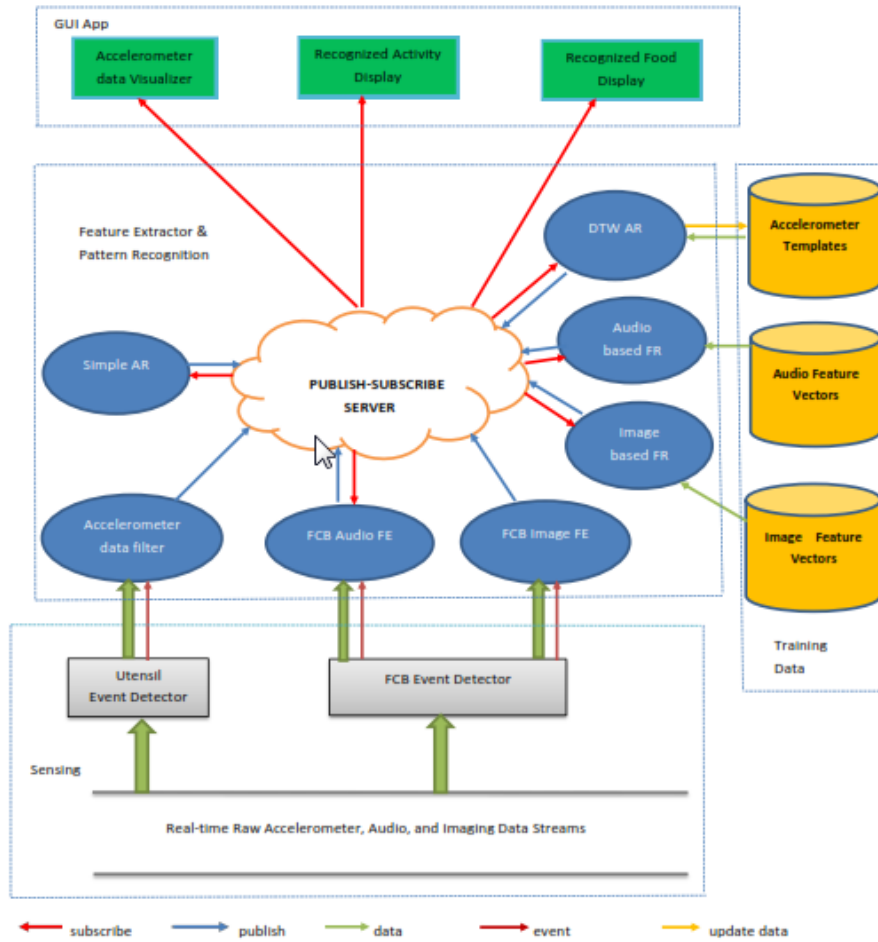 GUI App
Accelerometer
data Visualizer
Recognized Activity
Display
Recognized Food
Display
Feature Extractor &
Pattern Recognition
DTW AR
Accelerometer
Templates
Simple AR
PUBLISH-SUBSCRIBE
SERVER
Audio
based FR
Audio Feature
Vectors
Image
based FR
Accelerometer
data filter
FCB Audio FE
FCB Image FE
Image Feature
Vectors
Training
Data
Utensil
Event Detector
FCB Event Detector
Sensing
Real-time Raw Accelerometer, Audio, and Imaging Data Streams
subscribe publish data event update data